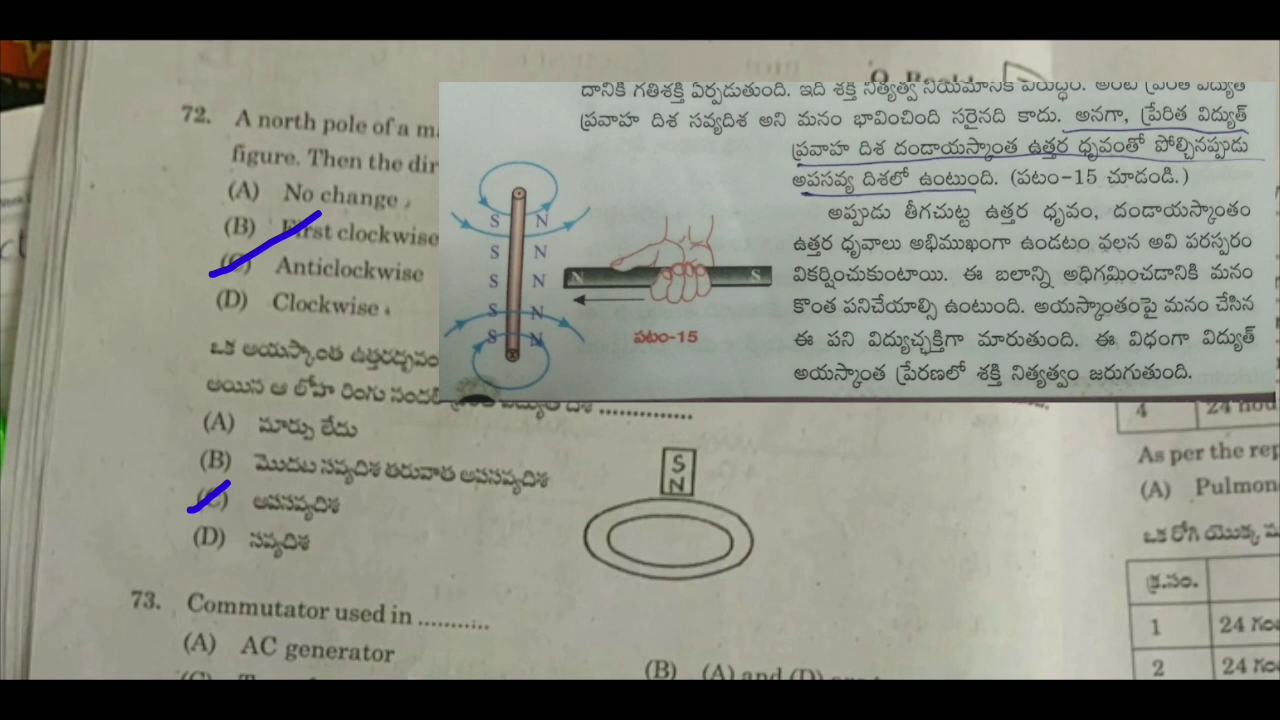 72. A north pole of a
figure. Then the
(A) No change
(B) First clockwise
(C) Anticlockwise
(D) Clockwise
దానికి గతిశక్తి ఏర్పడుతుంది. ఇది శక్తి నిత్యత్వ నియమానికి విరుద్ధం. అంటే ప్రేరిత విద్యుత్
ప్రవాహ దిశ సవ్యదిశ అని మనం భావించింది సరైనది కాదు. అనగా, ప్రేరిత విద్యుత్
ప్రవాహ దిశ దండాయస్కాంత ఉత్తర ధృవంతో పోల్చినప్పుడు
అపసవ్య దిశలో ఉంటుంది. (పటం-15 చూడండి.)
అప్పుడు తీగచుట్ట ఉత్తర ధృవం, దండాయస్కాంతం
ఉత్తర ధృవాలు అభిముఖంగా ఉండటం వలన అవి పరస్పరం
వికర్షించుకుంటాయి. ఈ బలాన్ని అధిగమించడానికి మనం
కొంత పనిచేయాల్సి ఉంటుంది. అయస్కాంతంపై మనం చేసిన
ఈ పని విద్యుచ్ఛక్తిగా మారుతుంది. ఈ విధంగా విద్యుత్
అయస్కాంత ప్రేరణలో శక్తి నిత్యత్వం జరుగుతుంది.
S N
S N
S N
S N
S N
N S
పటం-15
ఒక అయస్కాంత ఉత్తరధృవం
అయిన ఆ లోహ రింగు
(A) మార్పు లేదు
(B) మొదట సవ్యదిశ తరువాత అపసవ్యదిశ
(C) అపసవ్యదిశ
(D) సవ్యదిశ
S
N
73. Commutator used in ...........
(A) AC generator
(B) (A) and (D)
4 24
As per the
(A) Pulmon
ఒక రోగి యొక్క
క్ర.సం.
1 24
2 24